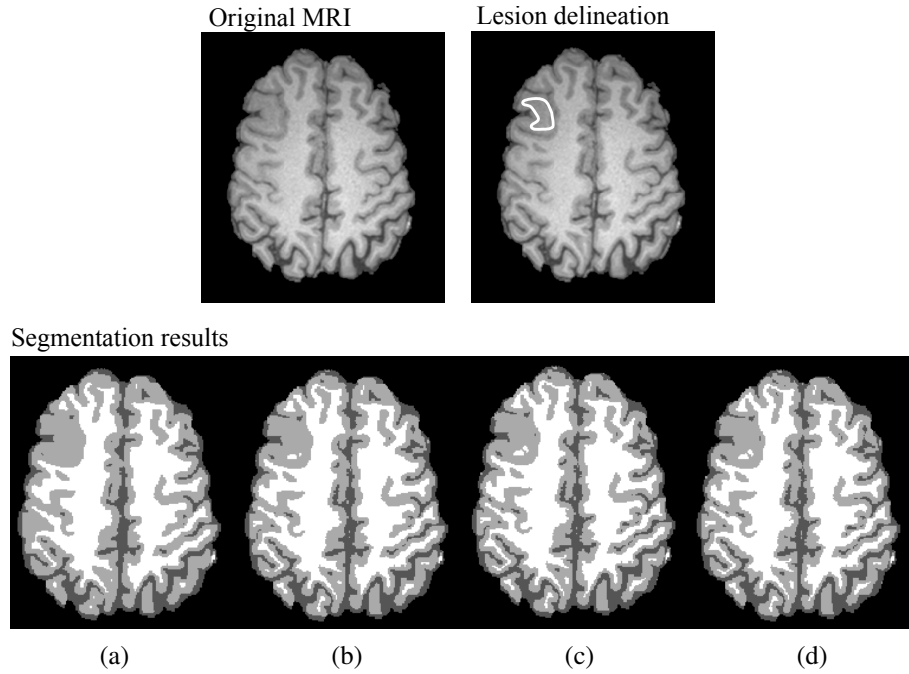 Original MRI
Lesion delineation
Segmentation results
(a)
(b)
(c)
(d)